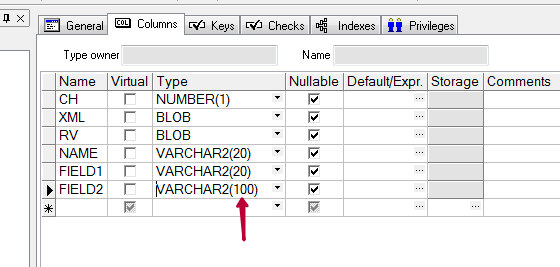 General Columns Keys Checks Indexes Privileges
Type owner Name
Name Virtual Type Nullable Default/Expr. Storage Comments
CH NUMBER(1)
XML BLOB
RV BLOB
NAME VARCHAR2(20)
FIELD1 VARCHAR2(20)
FIELD2 VARCHAR2(100)